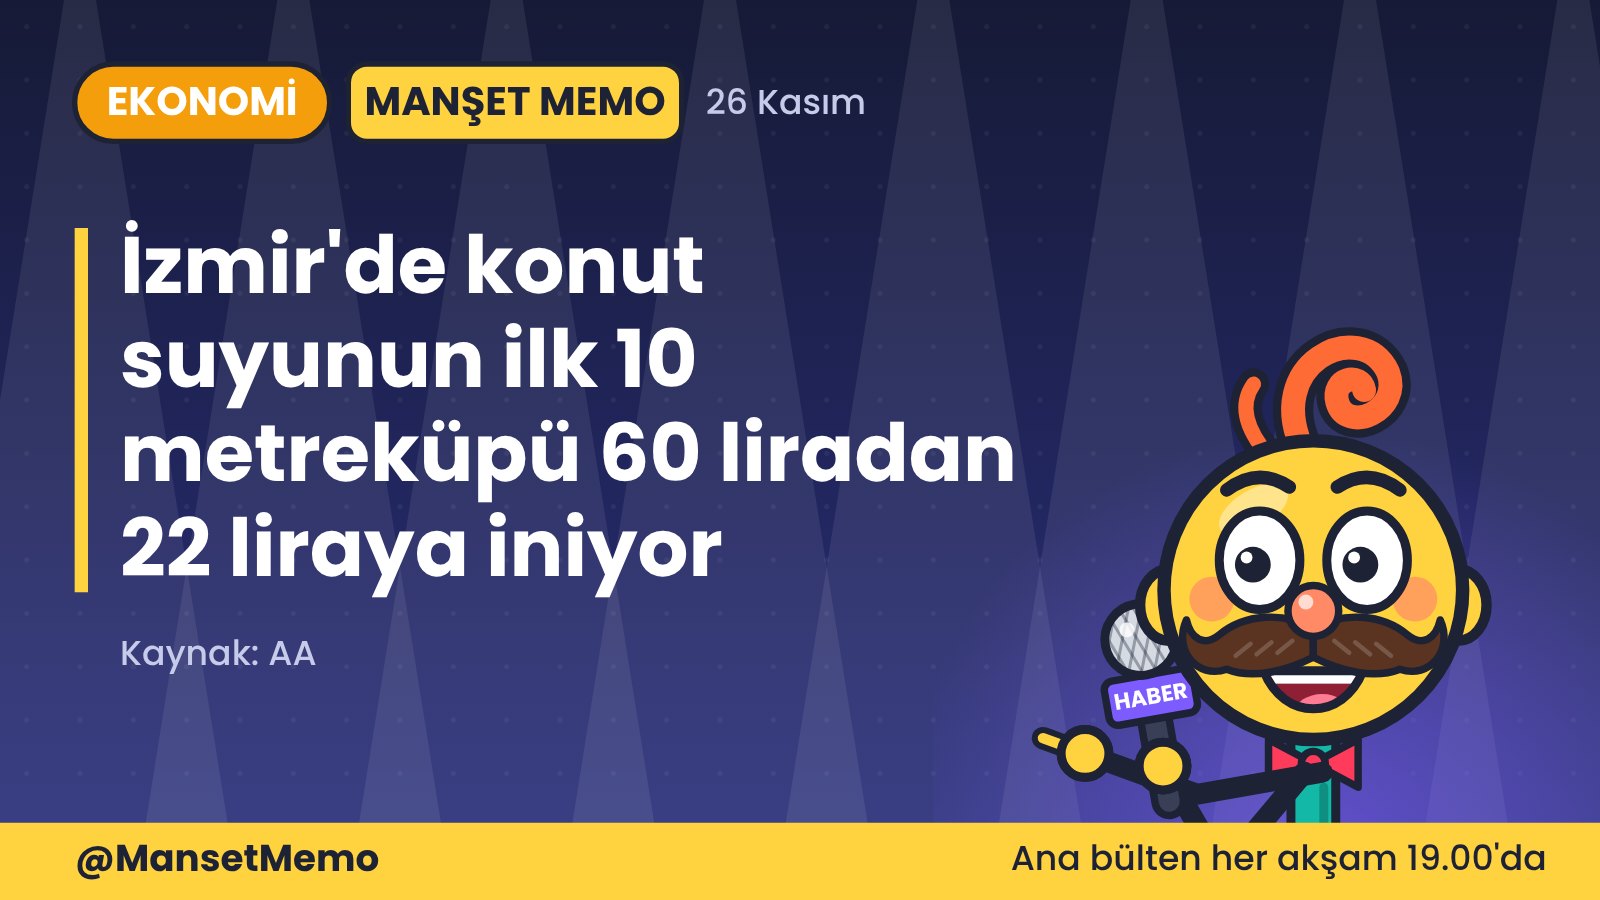 EKONOMİ
MANŞET MEMO
26 Kasım
İzmir'de konut
suyunun ilk 10
metreküpü 60 liradan
22 liraya iniyor
Kaynak: AA
HABER
@MansetMemo
Ana bülten her akşam 19.00'da